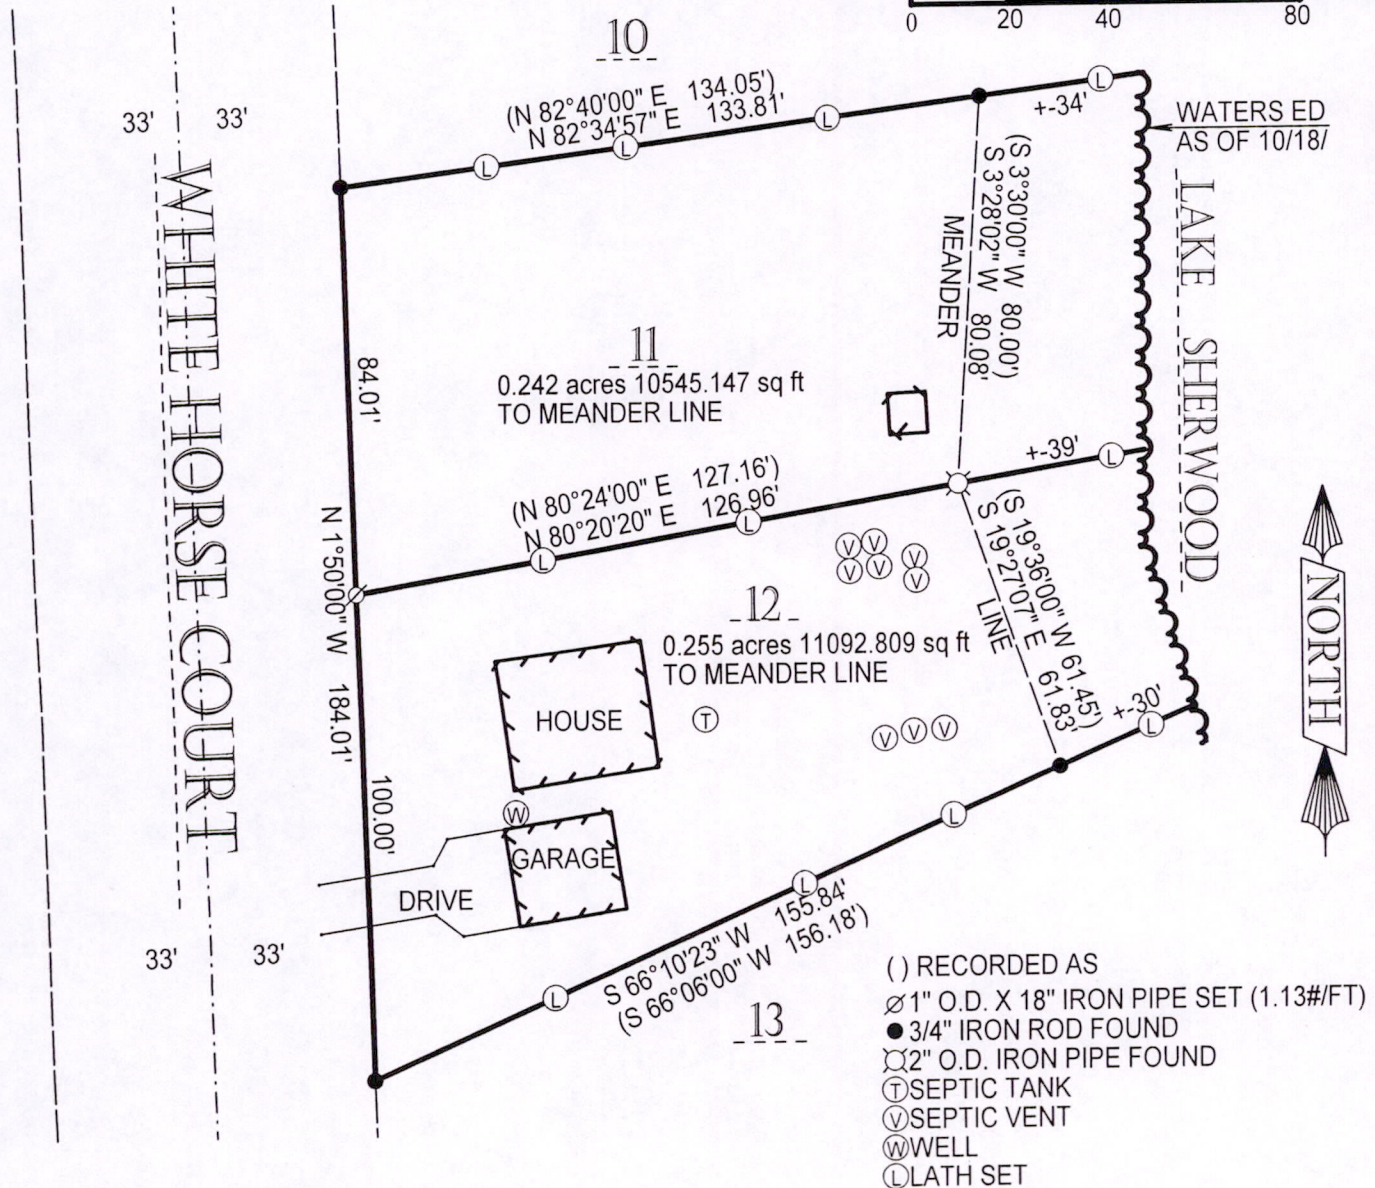 0 20 40 80
10
(N 82°40'00" E 134.05')
N 82°34'57" E 133.81'
+-34'
WATERS ED
AS OF 10/18/
33' 33'
WHITE HORSE COURT
LAKE SHERWOOD
(S 3°30'00" W 80.00')
S 3°28'02" W 80.08'
MEANDER
84.01'
11
0.242 acres 10545.147 sq ft
TO MEANDER LINE
+-39'
(N 80°24'00" E 127.16')
N 80°20'20" E 126.96'
(S 19°36'00" W 61.45')
S 19°27'07" E 61.83'
LINE
N 1°50'00" W 184.01'
NORTH
V V V
V V V
12
0.255 acres 11092.809 sq ft
TO MEANDER LINE
HOUSE
T
V V V
+-30'
100.00'
W
GARAGE
DRIVE
33' 33'
S 66°10'23" W 155.84'
(S 66°06'00" W 156.18')
13
L L L L
L L L
L L L L
( ) RECORDED AS
1" O.D. X 18" IRON PIPE SET (1.13#/FT)
3/4" IRON ROD FOUND
2" O.D. IRON PIPE FOUND
T SEPTIC TANK
V SEPTIC VENT
W WELL
L LATH SET